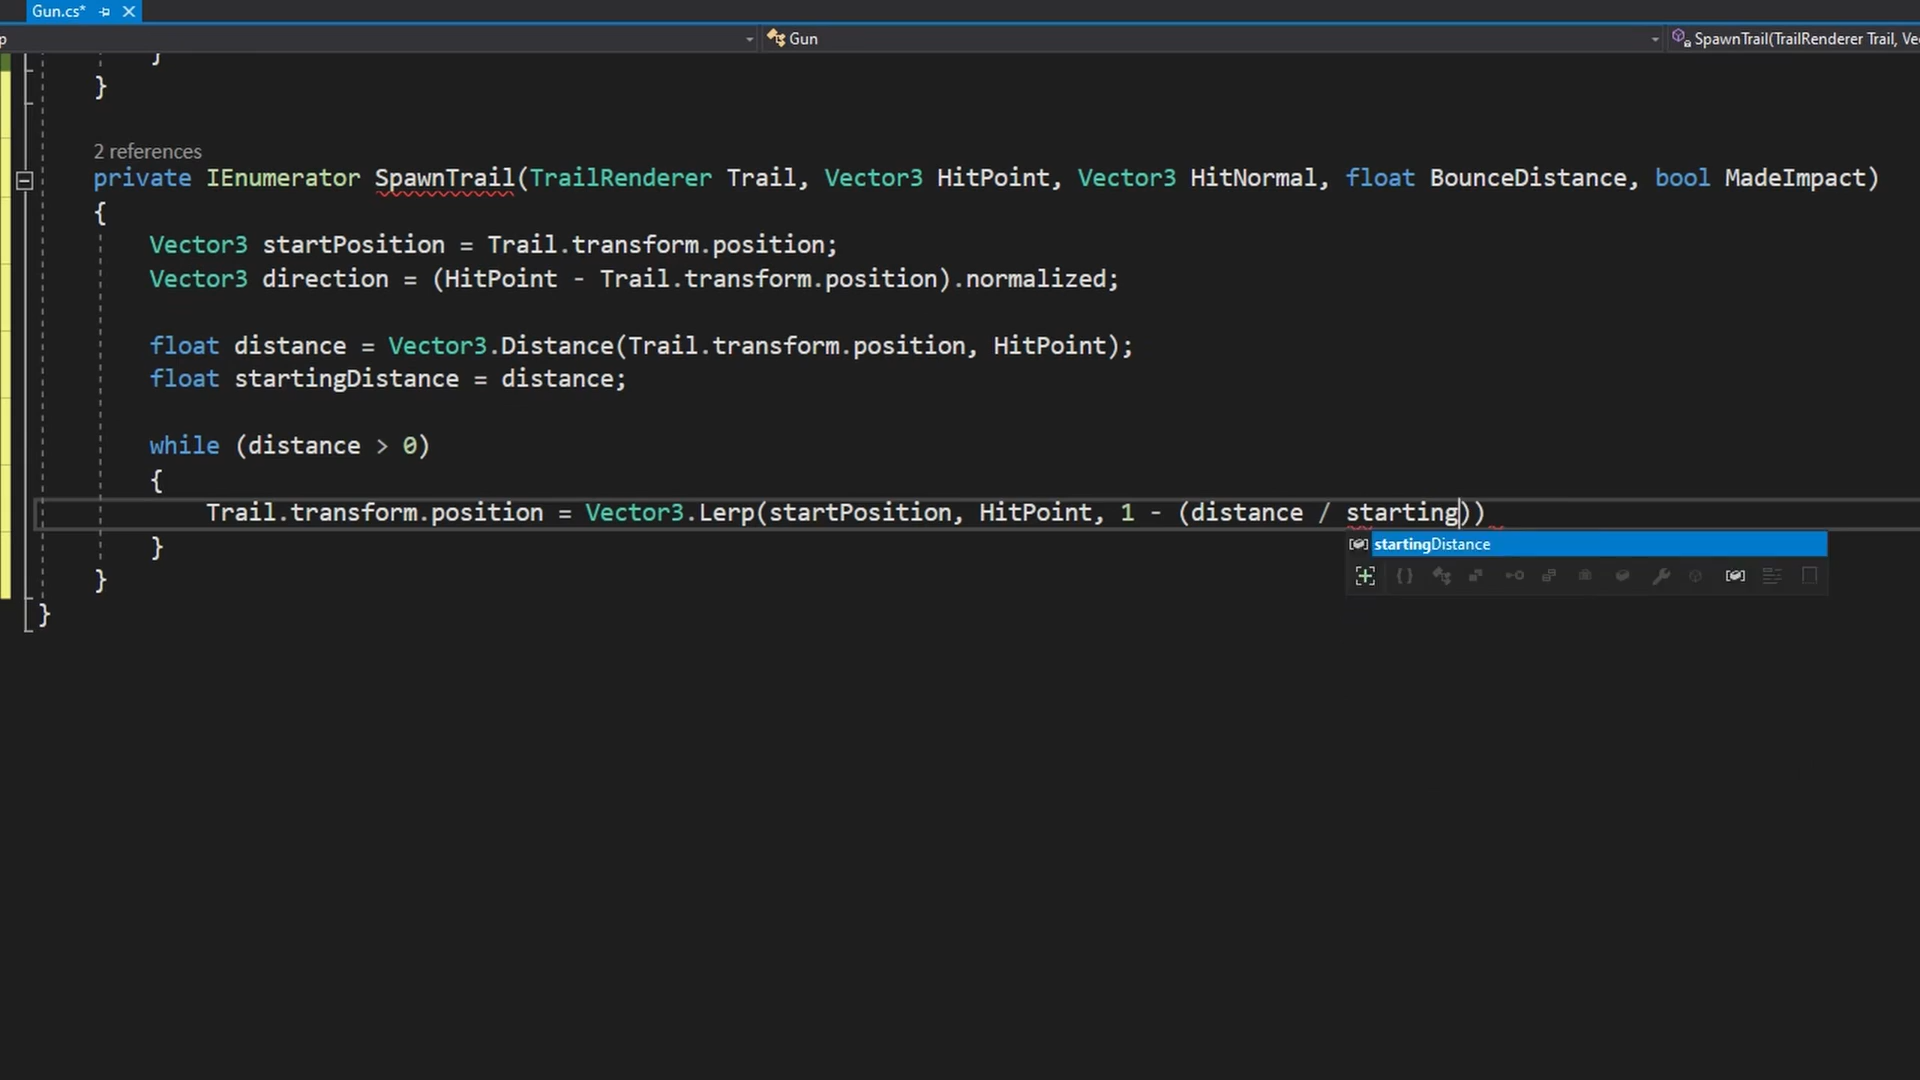 Gun.cs*
p Gun SpawnTrail(TrailRenderer Trail, Ve
}
}
2 references
private IEnumerator SpawnTrail(TrailRenderer Trail, Vector3 HitPoint, Vector3 HitNormal, float BounceDistance, bool MadeImpact)
{
Vector3 startPosition = Trail.transform.position;
Vector3 direction = (HitPoint - Trail.transform.position).normalized;
float distance = Vector3.Distance(Trail.transform.position, HitPoint);
float startingDistance = distance;
while (distance > 0)
{
Trail.transform.position = Vector3.Lerp(startPosition, HitPoint, 1 - (distance / starting))
startingDistance
}
}
}